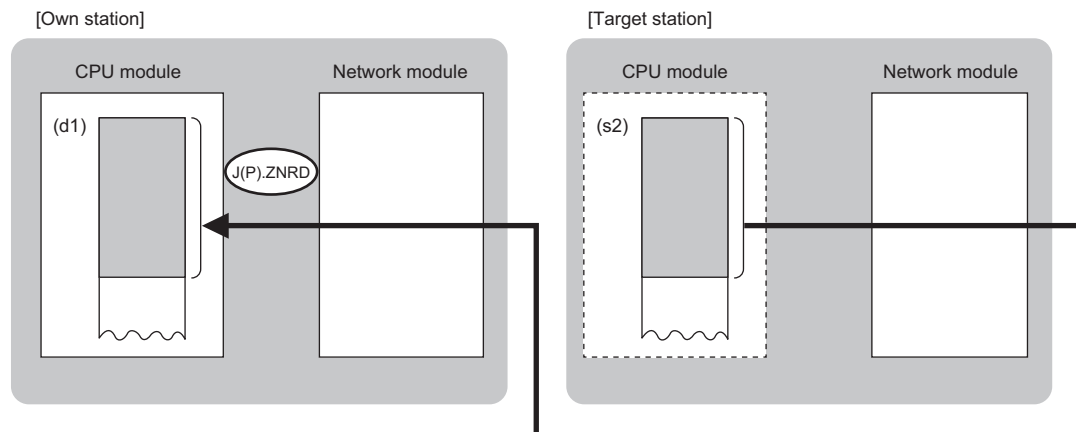 [Own station]
[Target station]
CPU module
Network module
CPU module
Network module
(d1)
(s2)
J(P).ZNRD